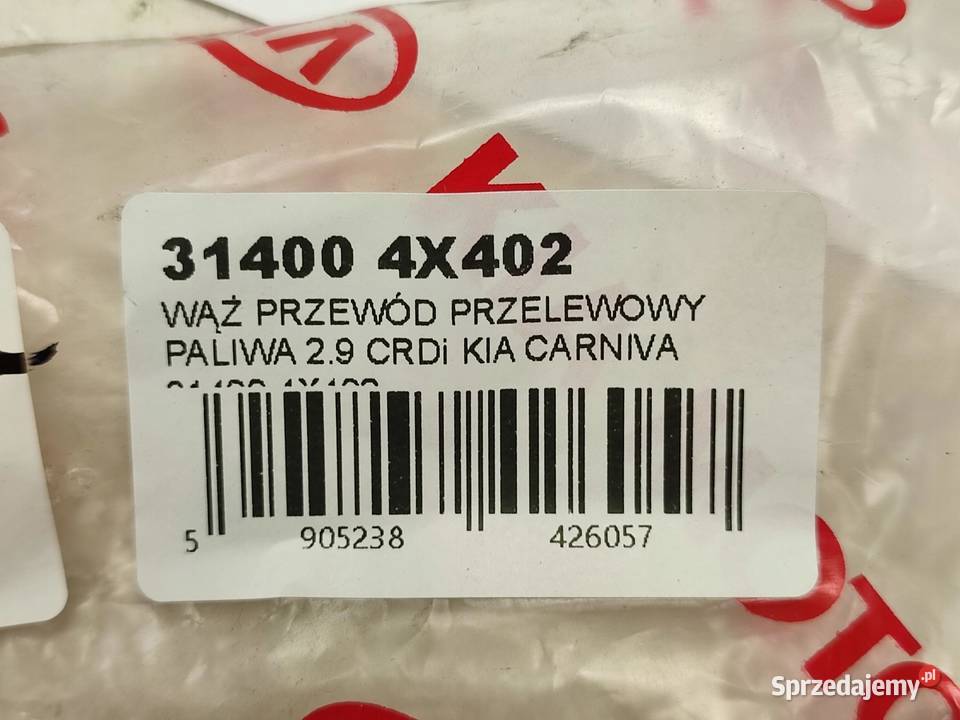 31400 4X402
WĄŻ PRZEWÓD PRZELEWOWY
PALIWA 2.9 CRDi KIA CARNIVA
5 905238 426057
Sprzedajemy.pl